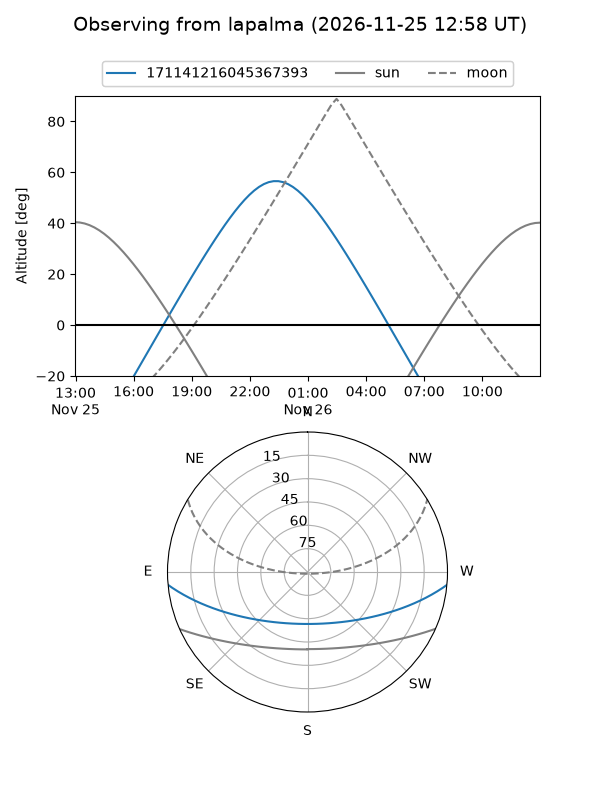 Observing from lapalma (2026-11-25 12:58 UT)
171141216045367393 sun moon
Altitude [deg]
80
60
40
20
0
−20
13:00 16:00 19:00 22:00 01:00 04:00 07:00 10:00
Nov 25 Nov 26
N
NE NW
15
30
45
60
75
E W
SE SW
S